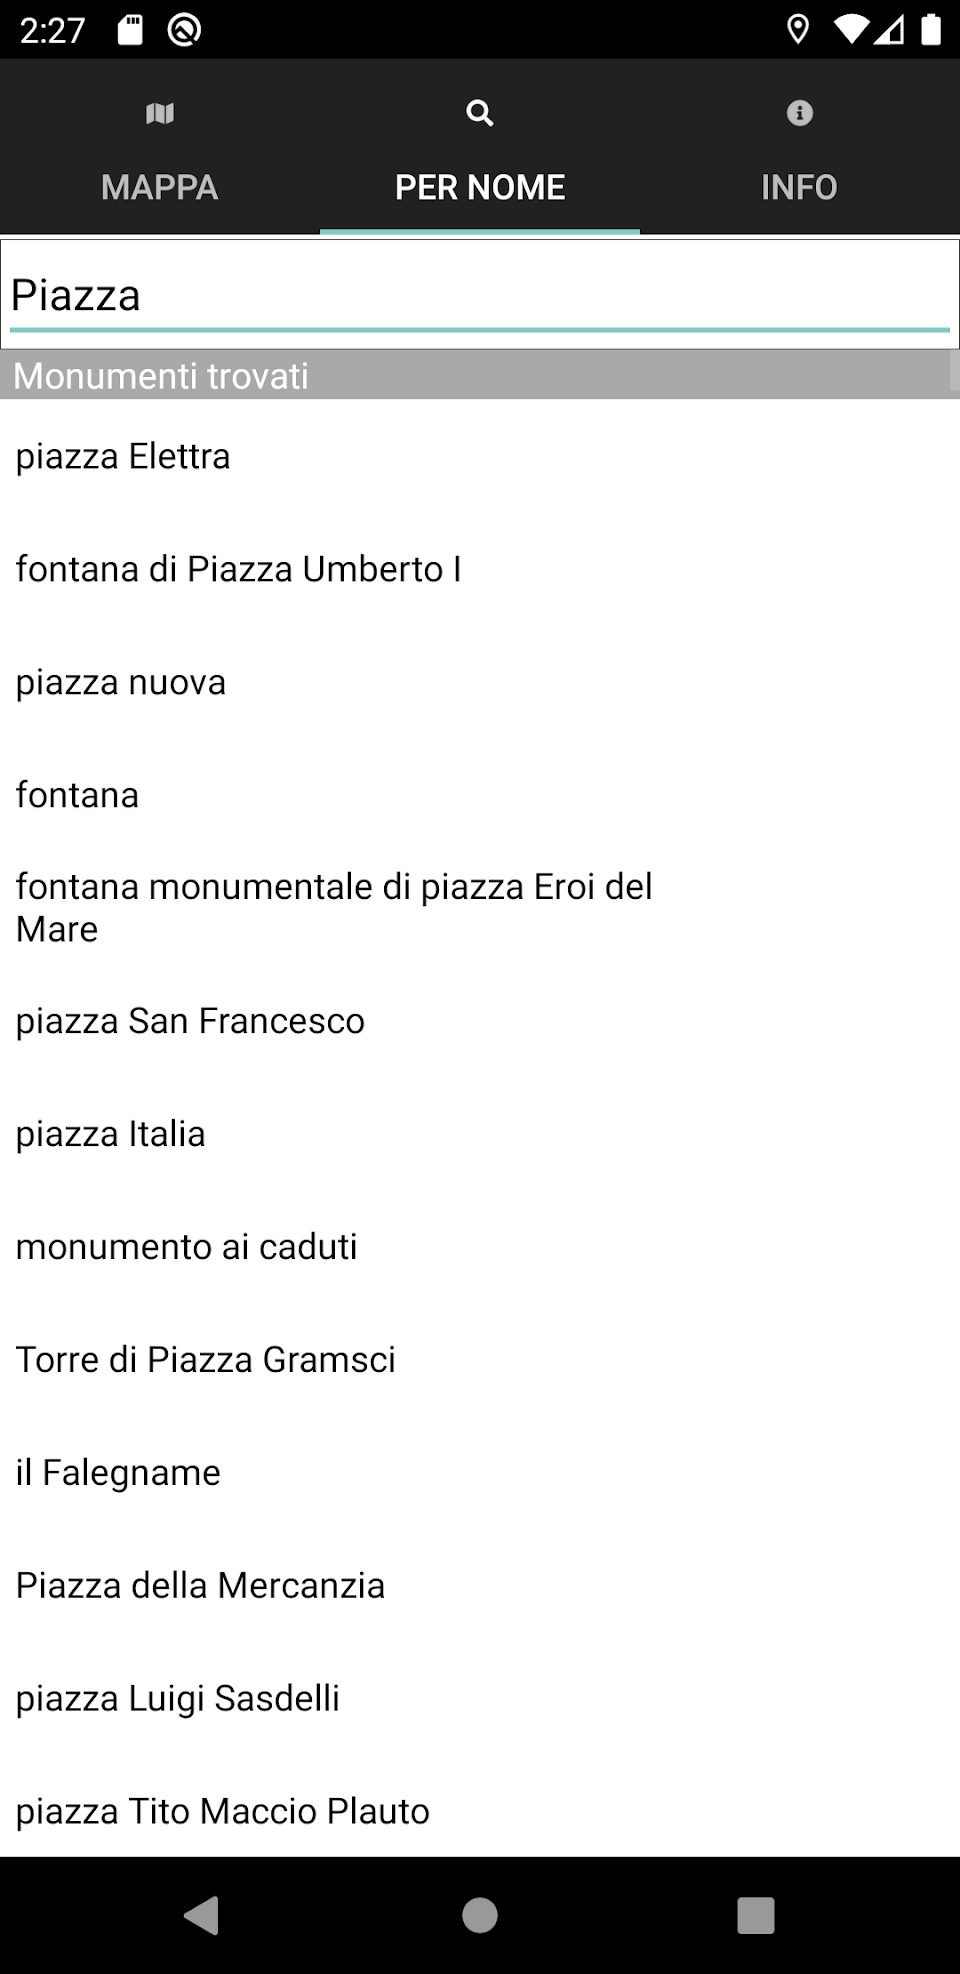 2:27
MAPPA
PER NOME
INFO
Piazza
Monumenti trovati
piazza Elettra
fontana di Piazza Umberto I
piazza nuova
fontana
fontana monumentale di piazza Eroi del
Mare
piazza San Francesco
piazza Italia
monumento ai caduti
Torre di Piazza Gramsci
il Falegname
Piazza della Mercanzia
piazza Luigi Sasdelli
piazza Tito Maccio Plauto